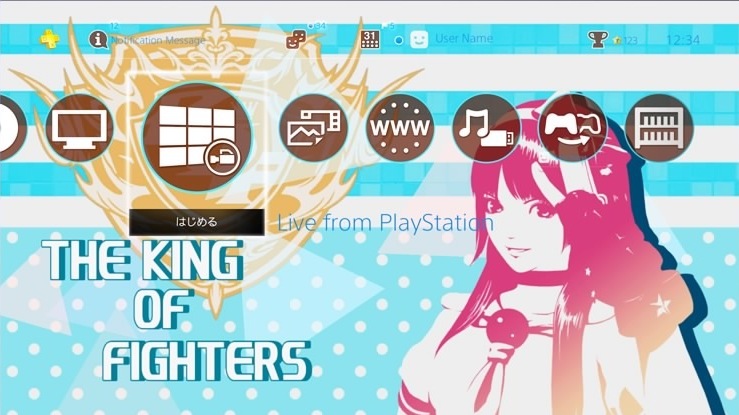 12
34
5
Notification Message
31
User Name
123
12:34
WWW
はじめる
Live from PlayStation
THE KING
OF
FIGHTERS